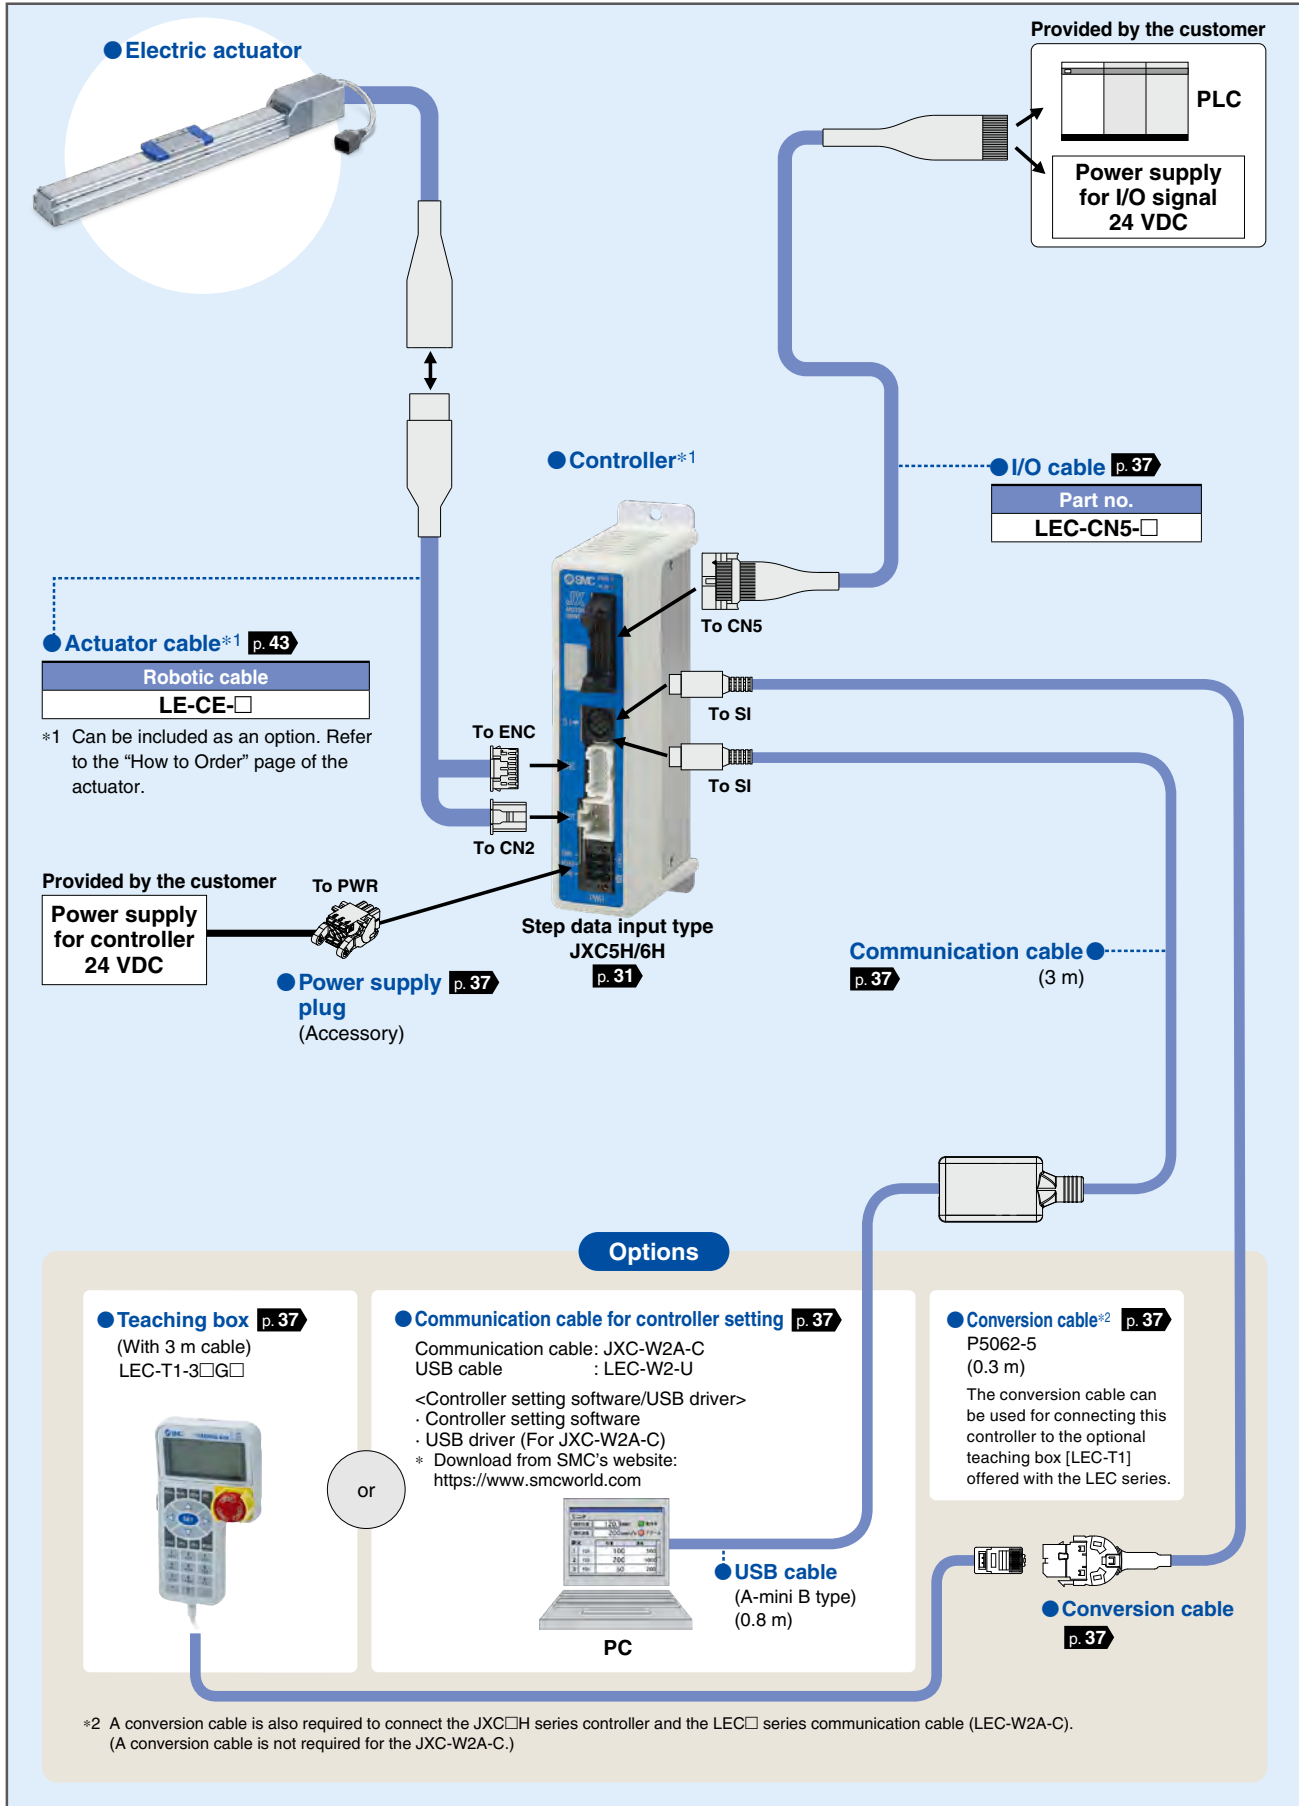 Electric actuator
Provided by the customer
PLC
Power supply
for I/O signal
24 VDC
Controller*1
I/O cable p. 37
Part no.
LEC-CN5-□
To CN5
Actuator cable*1 p. 43
Robotic cable
LE-CE-□
*1 Can be included as an option. Refer
to the “How to Order” page of the
actuator.
SMC
JX
To SI
To ENC
To SI
To CN2
Provided by the customer
Power supply
for controller
24 VDC
To PWR
Power supply p. 37
plug
(Accessory)
Step data input type
JXC5H/6H
p. 31
Communication cable
p. 37
(3 m)
Options
Teaching box p. 37
(With 3 m cable)
LEC-T1-3□G□
or
Communication cable for controller setting p. 37
Communication cable: JXC-W2A-C
USB cable : LEC-W2-U
<Controller setting software/USB driver>
· Controller setting software
· USB driver (For JXC-W2A-C)
* Download from SMC’s website:
https://www.smcworld.com
PC
USB cable
(A-mini B type)
(0.8 m)
Conversion cable*2 p. 37
P5062-5
(0.3 m)
The conversion cable can
be used for connecting this
controller to the optional
teaching box [LEC-T1]
offered with the LEC series.
Conversion cable
p. 37
*2 A conversion cable is also required to connect the JXC□H series controller and the LEC□ series communication cable (LEC-W2A-C).
(A conversion cable is not required for the JXC-W2A-C.)